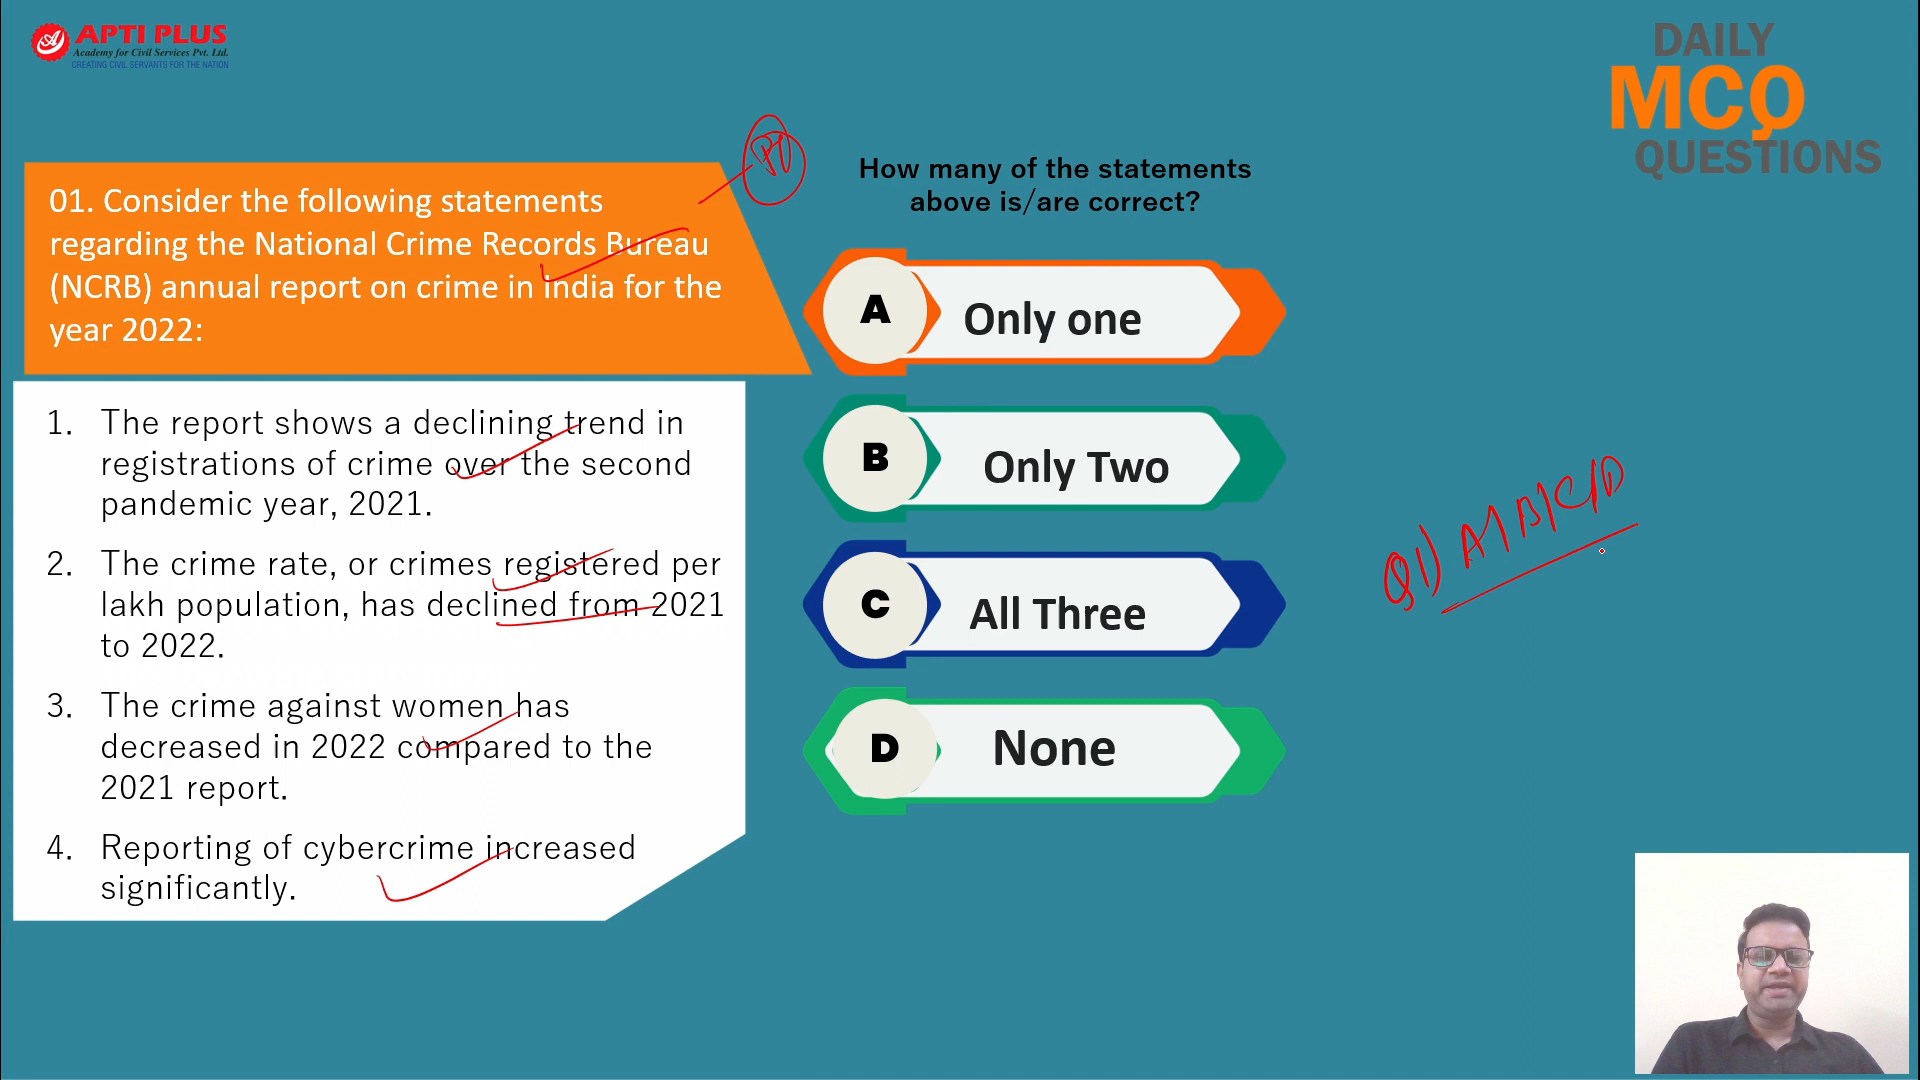 APTI PLUS
Academy for Civil Services Pvt. Ltd.
CREATING CIVIL SERVANTS FOR THE NATION
DAILY
MCQ
QUESTIONS
01. Consider the following statements
regarding the National Crime Records Bureau
(NCRB) annual report on crime in India for the
year 2022:
1. The report shows a declining trend in
registrations of crime over the second
pandemic year, 2021.
2. The crime rate, or crimes registered per
lakh population, has declined from 2021
to 2022.
3. The crime against women has
decreased in 2022 compared to the
2021 report.
4. Reporting of cybercrime increased
significantly.
How many of the statements
above is/are correct?
A Only one
B Only Two
C All Three
D None
Q1) A/B/C/D